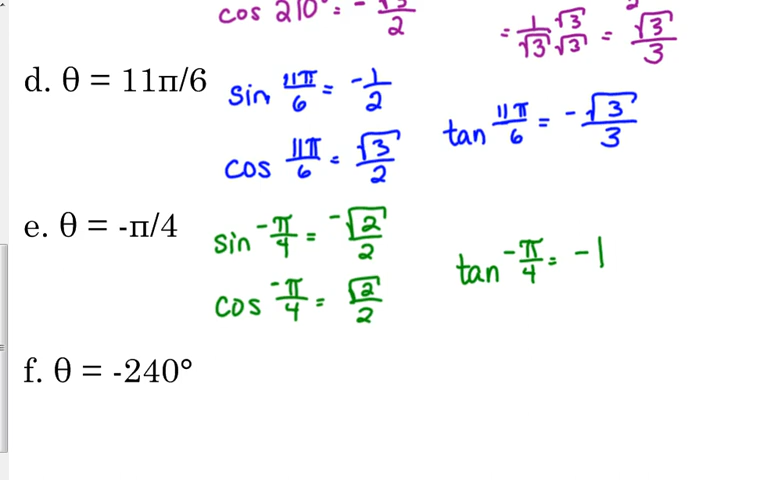 cos 210° = -√3/2
= 1/√3 √3/√3 = √3/3
d. θ = 11π/6
sin 11π/6 = -1/2
cos 11π/6 = √3/2
tan 11π/6 = -√3/3
e. θ = -π/4
sin -π/4 = -√2/2
cos -π/4 = √2/2
tan -π/4 = -1
f. θ = -240°